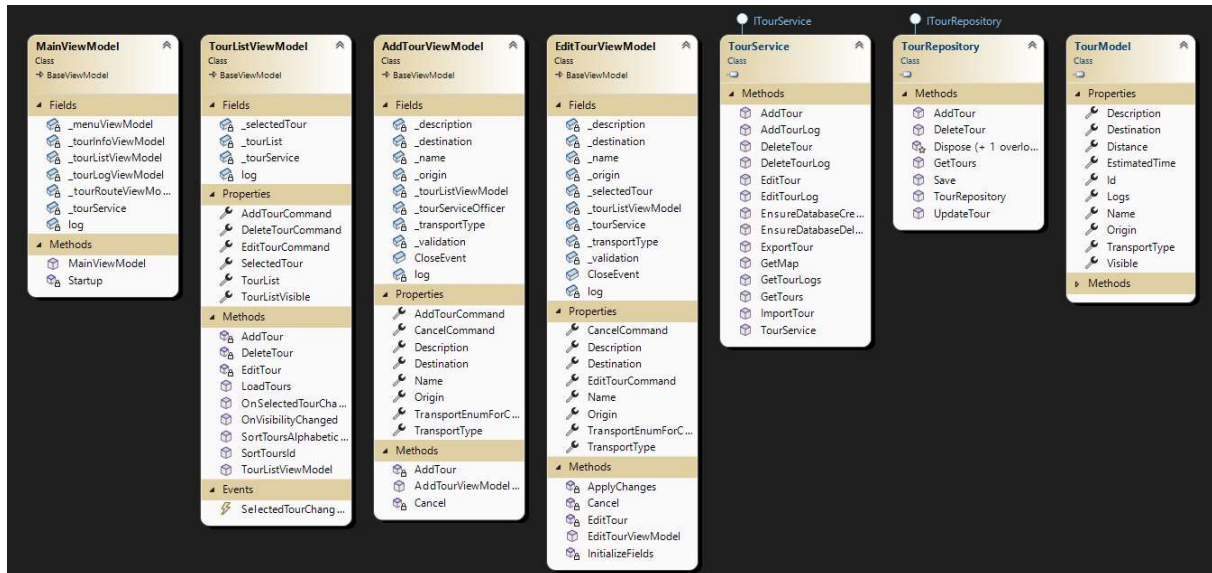 ITourService
ITourRepository
MainViewModel
Class
BaseViewModel
Fields
_menuViewModel
_tourInfoViewModel
_tourListViewModel
_tourLogViewModel
_tourRouteViewMo...
_tourService
log
Methods
MainViewModel
Startup
TourListViewModel
Class
BaseViewModel
Fields
_selectedTour
_tourList
_tourService
log
Properties
AddTourCommand
DeleteTourCommand
EditTourCommand
SelectedTour
TourList
TourListVisible
Methods
AddTour
DeleteTour
EditTour
LoadTours
OnSelectedTourCha...
OnVisibilityChanged
SortToursAlphabetic...
SortToursId
TourListViewModel
Events
SelectedTourChang...
AddTourViewModel
Class
BaseViewModel
Fields
_description
_destination
_name
_origin
_tourListViewModel
_tourServiceOfficer
_transportType
_validation
CloseEvent
log
Properties
AddTourCommand
CancelCommand
Description
Destination
Name
Origin
TransportEnumForC...
TransportType
Methods
AddTour
AddTourViewModel...
Cancel
EditTourViewModel
Class
BaseViewModel
Fields
_description
_destination
_name
_origin
_selectedTour
_tourListViewModel
_tourService
_transportType
_validation
CloseEvent
log
Properties
CancelCommand
Description
Destination
EditTourCommand
Name
Origin
TransportEnumForC...
TransportType
Methods
ApplyChanges
Cancel
EditTour
EditTourViewModel
InitializeFields
TourService
Class
Methods
AddTour
AddTourLog
DeleteTour
DeleteTourLog
EditTour
EditTourLog
EnsureDatabaseCre...
EnsureDatabaseDel...
ExportTour
GetMap
GetTourLogs
GetTours
ImportTour
TourService
TourRepository
Class
Methods
AddTour
DeleteTour
Dispose (+ 1 overlo...
GetTours
Save
TourRepository
UpdateTour
TourModel
Class
Properties
Description
Destination
Distance
EstimatedTime
Id
Logs
Name
Origin
TransportType
Visible
Methods